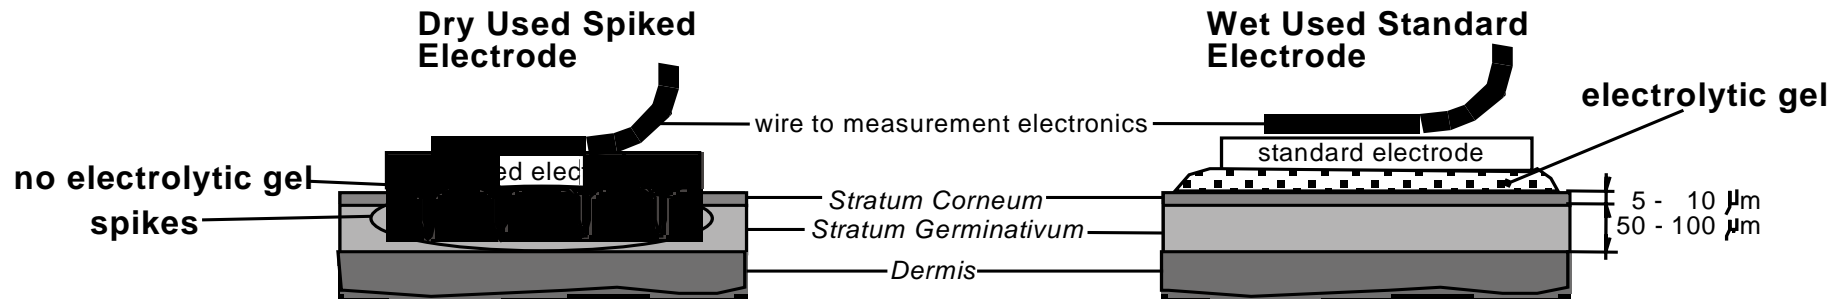 Dry Used Spiked
Electrode
Wet Used Standard
Electrode
electrolytic gel
wire to measurement electronics
standard electrode
no electrolytic gel
spikes
Stratum Corneum
Stratum Germinativum
Dermis
5 - 10 µm
50 - 100 µm